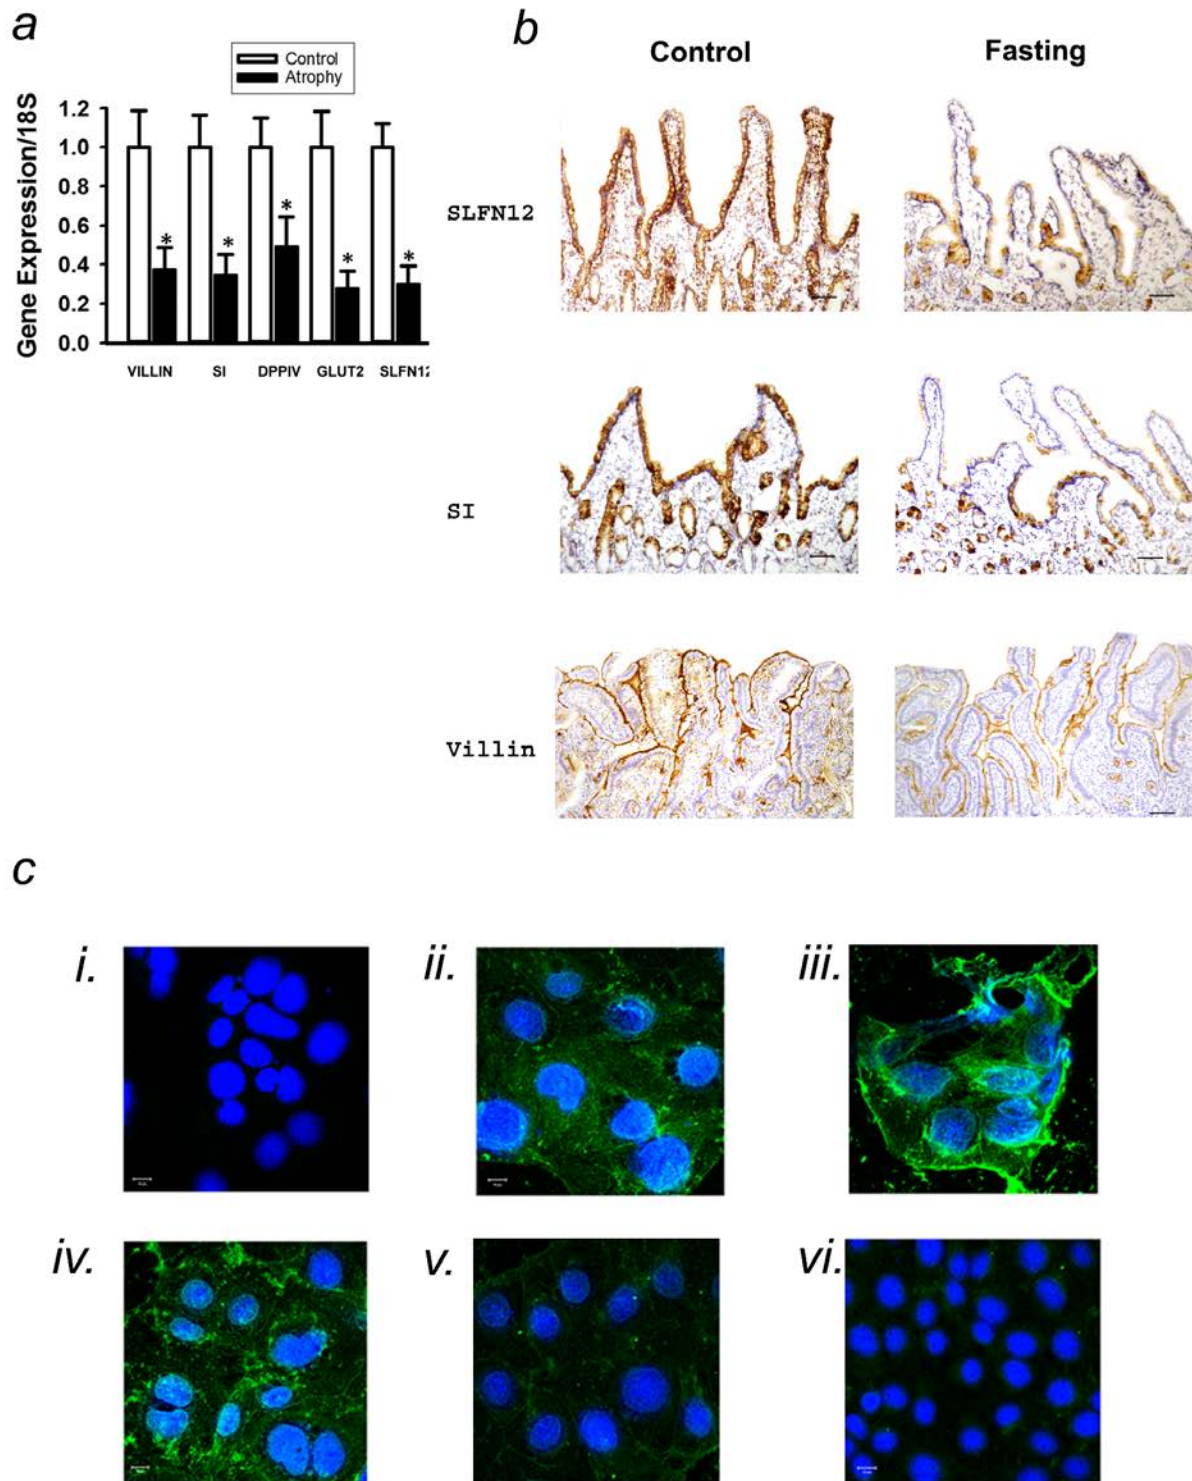 a
Control
Atrophy
Gene Expression/18S
1.2
1.0
0.8
0.6
0.4
0.2
0.0
*
*
*
*
*
VILLIN SI DPPIV GLUT2 SLFN12
b
Control Fasting
SLFN12
SI
Villin
c
i. ii. iii.
iv. v. vi.